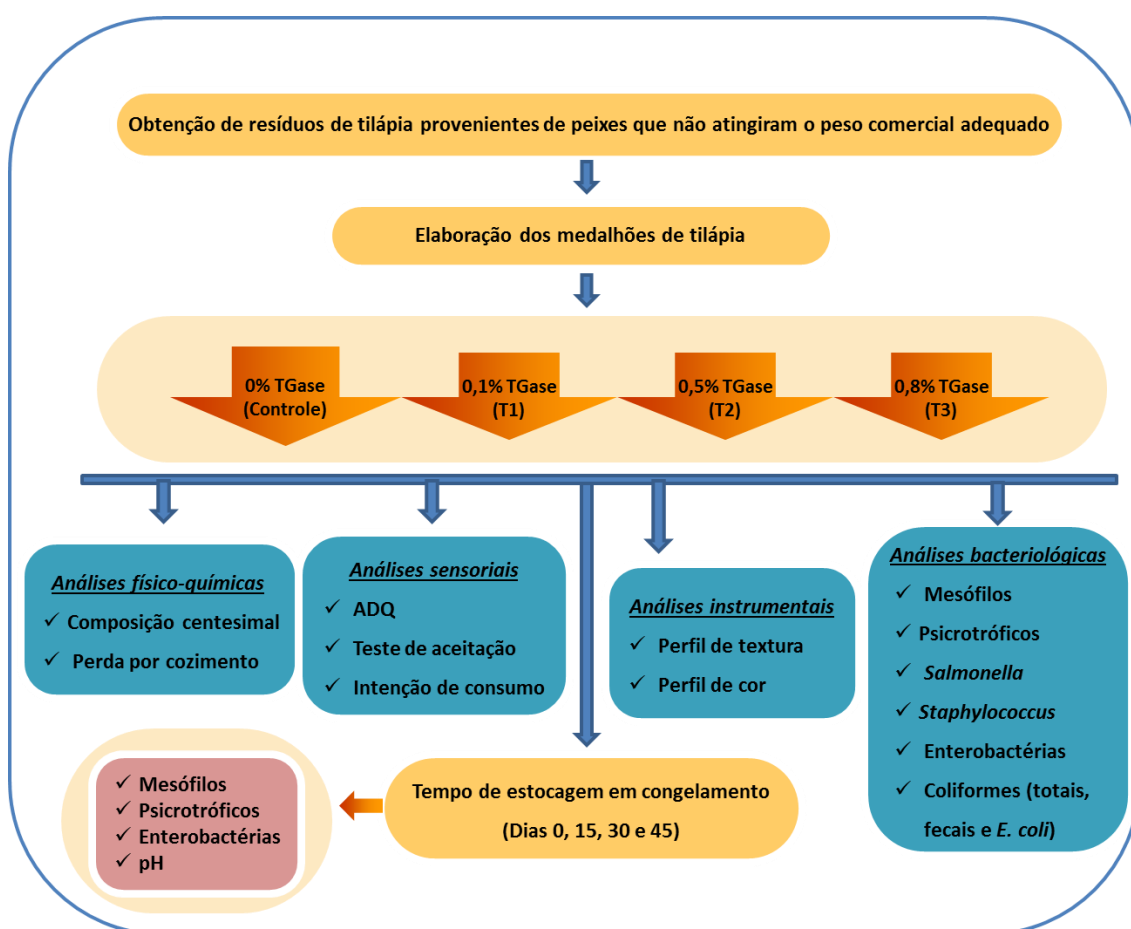 Obtenção de resíduos de tilápia provenientes de peixes que não atingiram o peso comercial adequado
Elaboração dos medalhões de tilápia
0% TGase
(Controle)
0,1% TGase
(T1)
0,5% TGase
(T2)
0,8% TGase
(T3)
Análises físico-químicas
✓ Composição centesimal
✓ Perda por cozimento
Análises sensoriais
✓ ADQ
✓ Teste de aceitação
✓ Intenção de consumo
Análises instrumentais
✓ Perfil de textura
✓ Perfil de cor
Análises bacteriológicas
✓ Mesófilos
✓ Psicrotróficos
✓ Salmonella
✓ Staphylococcus
✓ Enterobactérias
✓ Coliformes (totais,
fecais e E. coli)
Tempo de estocagem em congelamento
(Dias 0, 15, 30 e 45)
✓ Mesófilos
✓ Psicrotróficos
✓ Enterobactérias
✓ pH